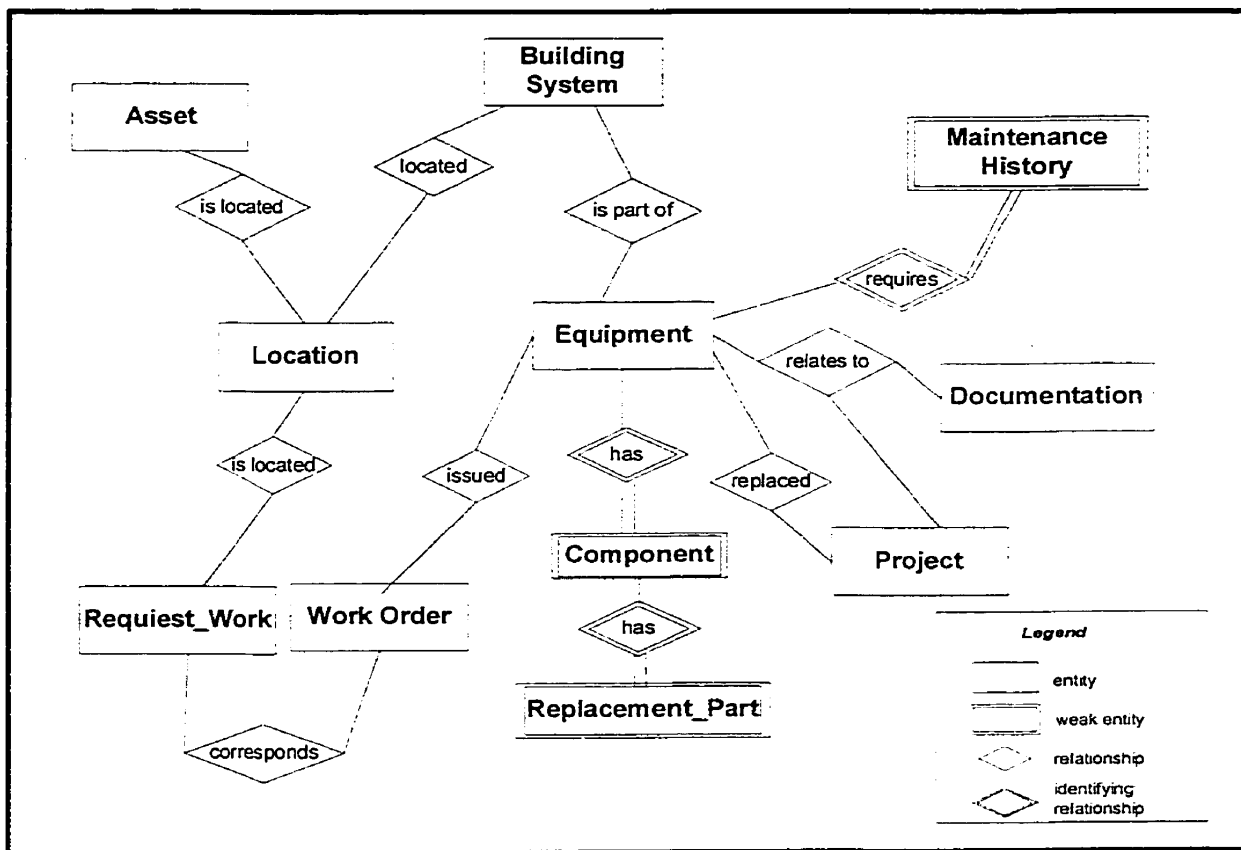 Building
System
Asset
Maintenance
History
located
is located
is part of
requires
Equipment
Location
relates to
Documentation
is located
has
issued
replaced
Component
Project
Requiest_Work
Work Order
has
Replacement_Part
corresponds
Legend
entity
weak entity
relationship
identifying
relationship